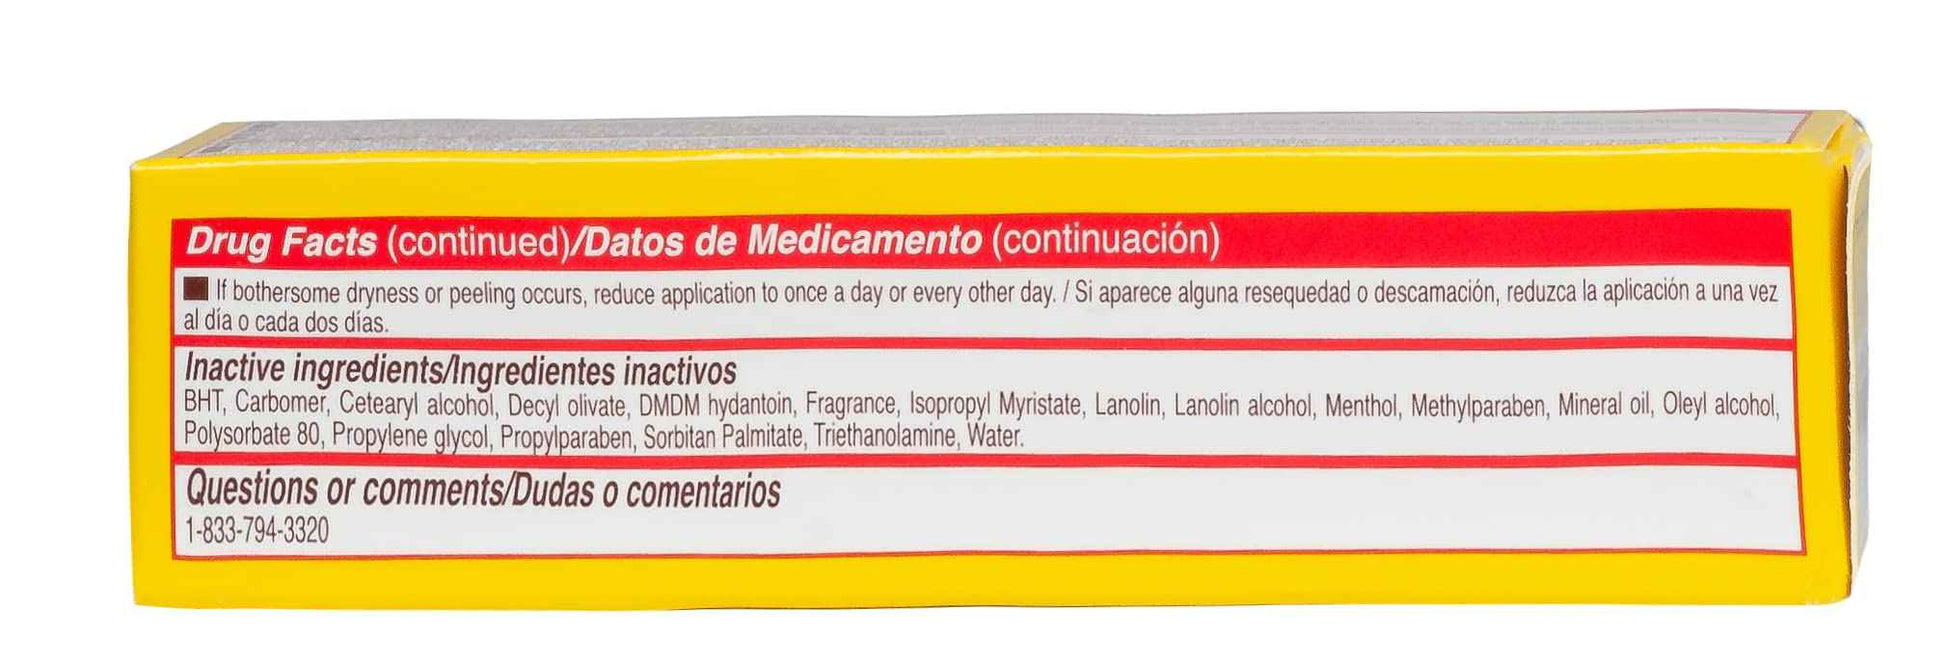 Drug Facts (continued)/Datos de Medicamento (continuación)
■ If bothersome dryness or peeling occurs, reduce application to once a day or every other day. / Si aparece alguna resequedad o descamación, reduzca la aplicación a una vez
al día o cada dos días.
Inactive ingredients/Ingredientes inactivos
BHT, Carbomer, Cetearyl alcohol, Decyl olivate, DMDM hydantoin, Fragrance, Isopropyl Myristate, Lanolin, Lanolin alcohol, Menthol, Methylparaben, Mineral oil, Oleyl alcohol,
Polysorbate 80, Propylene glycol, Propylparaben, Sorbitan Palmitate, Triethanolamine, Water.
Questions or comments/Dudas o comentarios
1-833-794-3320